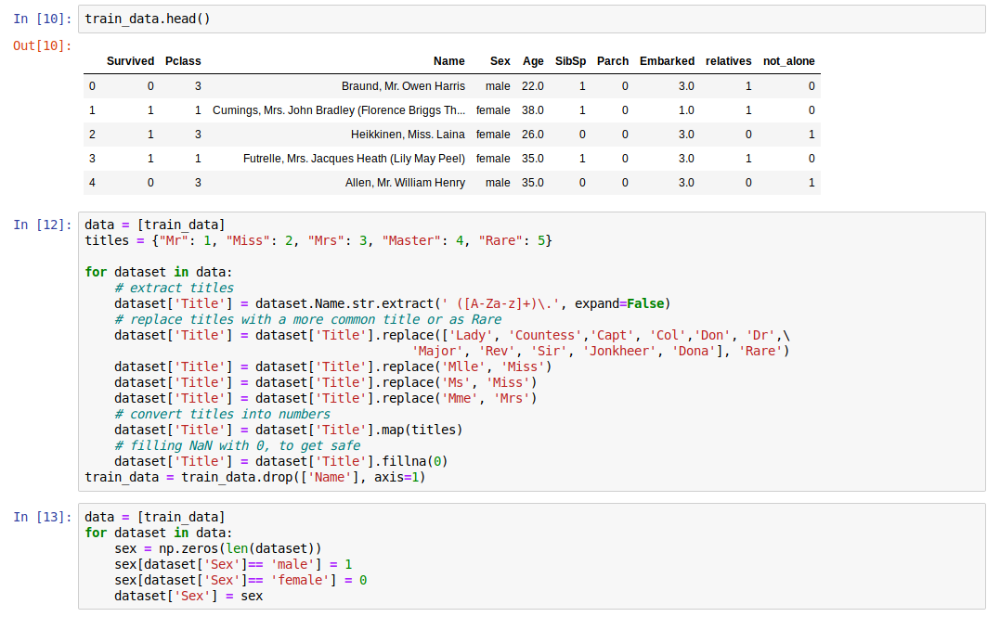 In [10]: train_data.head()
Out[10]:
Survived Pclass Name Sex Age SibSp Parch Embarked relatives not_alone
0 0 3 Braund, Mr. Owen Harris male 22.0 1 0 3.0 1 0
1 1 1 Cumings, Mrs. John Bradley (Florence Briggs Th... female 38.0 1 0 1.0 1 0
2 1 3 Heikkinen, Miss. Laina female 26.0 0 0 3.0 0 1
3 1 1 Futrelle, Mrs. Jacques Heath (Lily May Peel) female 35.0 1 0 3.0 1 0
4 0 3 Allen, Mr. William Henry male 35.0 0 0 3.0 0 1
In [12]: data = [train_data]
titles = {"Mr": 1, "Miss": 2, "Mrs": 3, "Master": 4, "Rare": 5}
for dataset in data:
    # extract titles
    dataset['Title'] = dataset.Name.str.extract(' ([A-Za-z]+)\.', expand=False)
    # replace titles with a more common title or as Rare
    dataset['Title'] = dataset['Title'].replace(['Lady', 'Countess','Capt', 'Col','Don', 'Dr',\
                                            'Major', 'Rev', 'Sir', 'Jonkheer', 'Dona'], 'Rare')
    dataset['Title'] = dataset['Title'].replace('Mlle', 'Miss')
    dataset['Title'] = dataset['Title'].replace('Ms', 'Miss')
    dataset['Title'] = dataset['Title'].replace('Mme', 'Mrs')
    # convert titles into numbers
    dataset['Title'] = dataset['Title'].map(titles)
    # filling NaN with 0, to get safe
    dataset['Title'] = dataset['Title'].fillna(0)
train_data = train_data.drop(['Name'], axis=1)
In [13]: data = [train_data]
for dataset in data:
    sex = np.zeros(len(dataset))
    sex[dataset['Sex']== 'male'] = 1
    sex[dataset['Sex']== 'female'] = 0
    dataset['Sex'] = sex